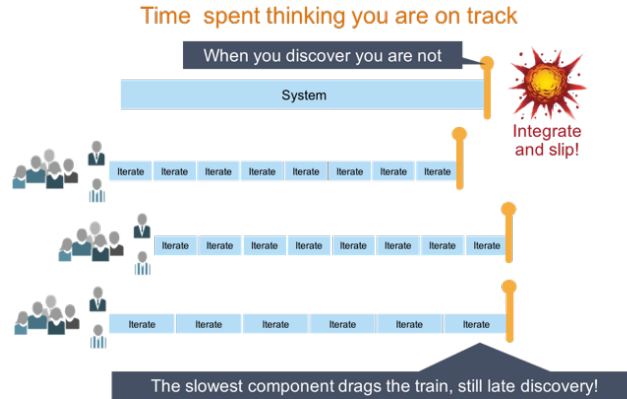 Time spent thinking you are on track
When you discover you are not
System
Integrate
and slip!
Iterate Iterate Iterate Iterate Iterate Iterate Iterate Iterate
Iterate Iterate Iterate Iterate Iterate Iterate Iterate Iterate
Iterate Iterate Iterate Iterate Iterate Iterate
The slowest component drags the train, still late discovery!